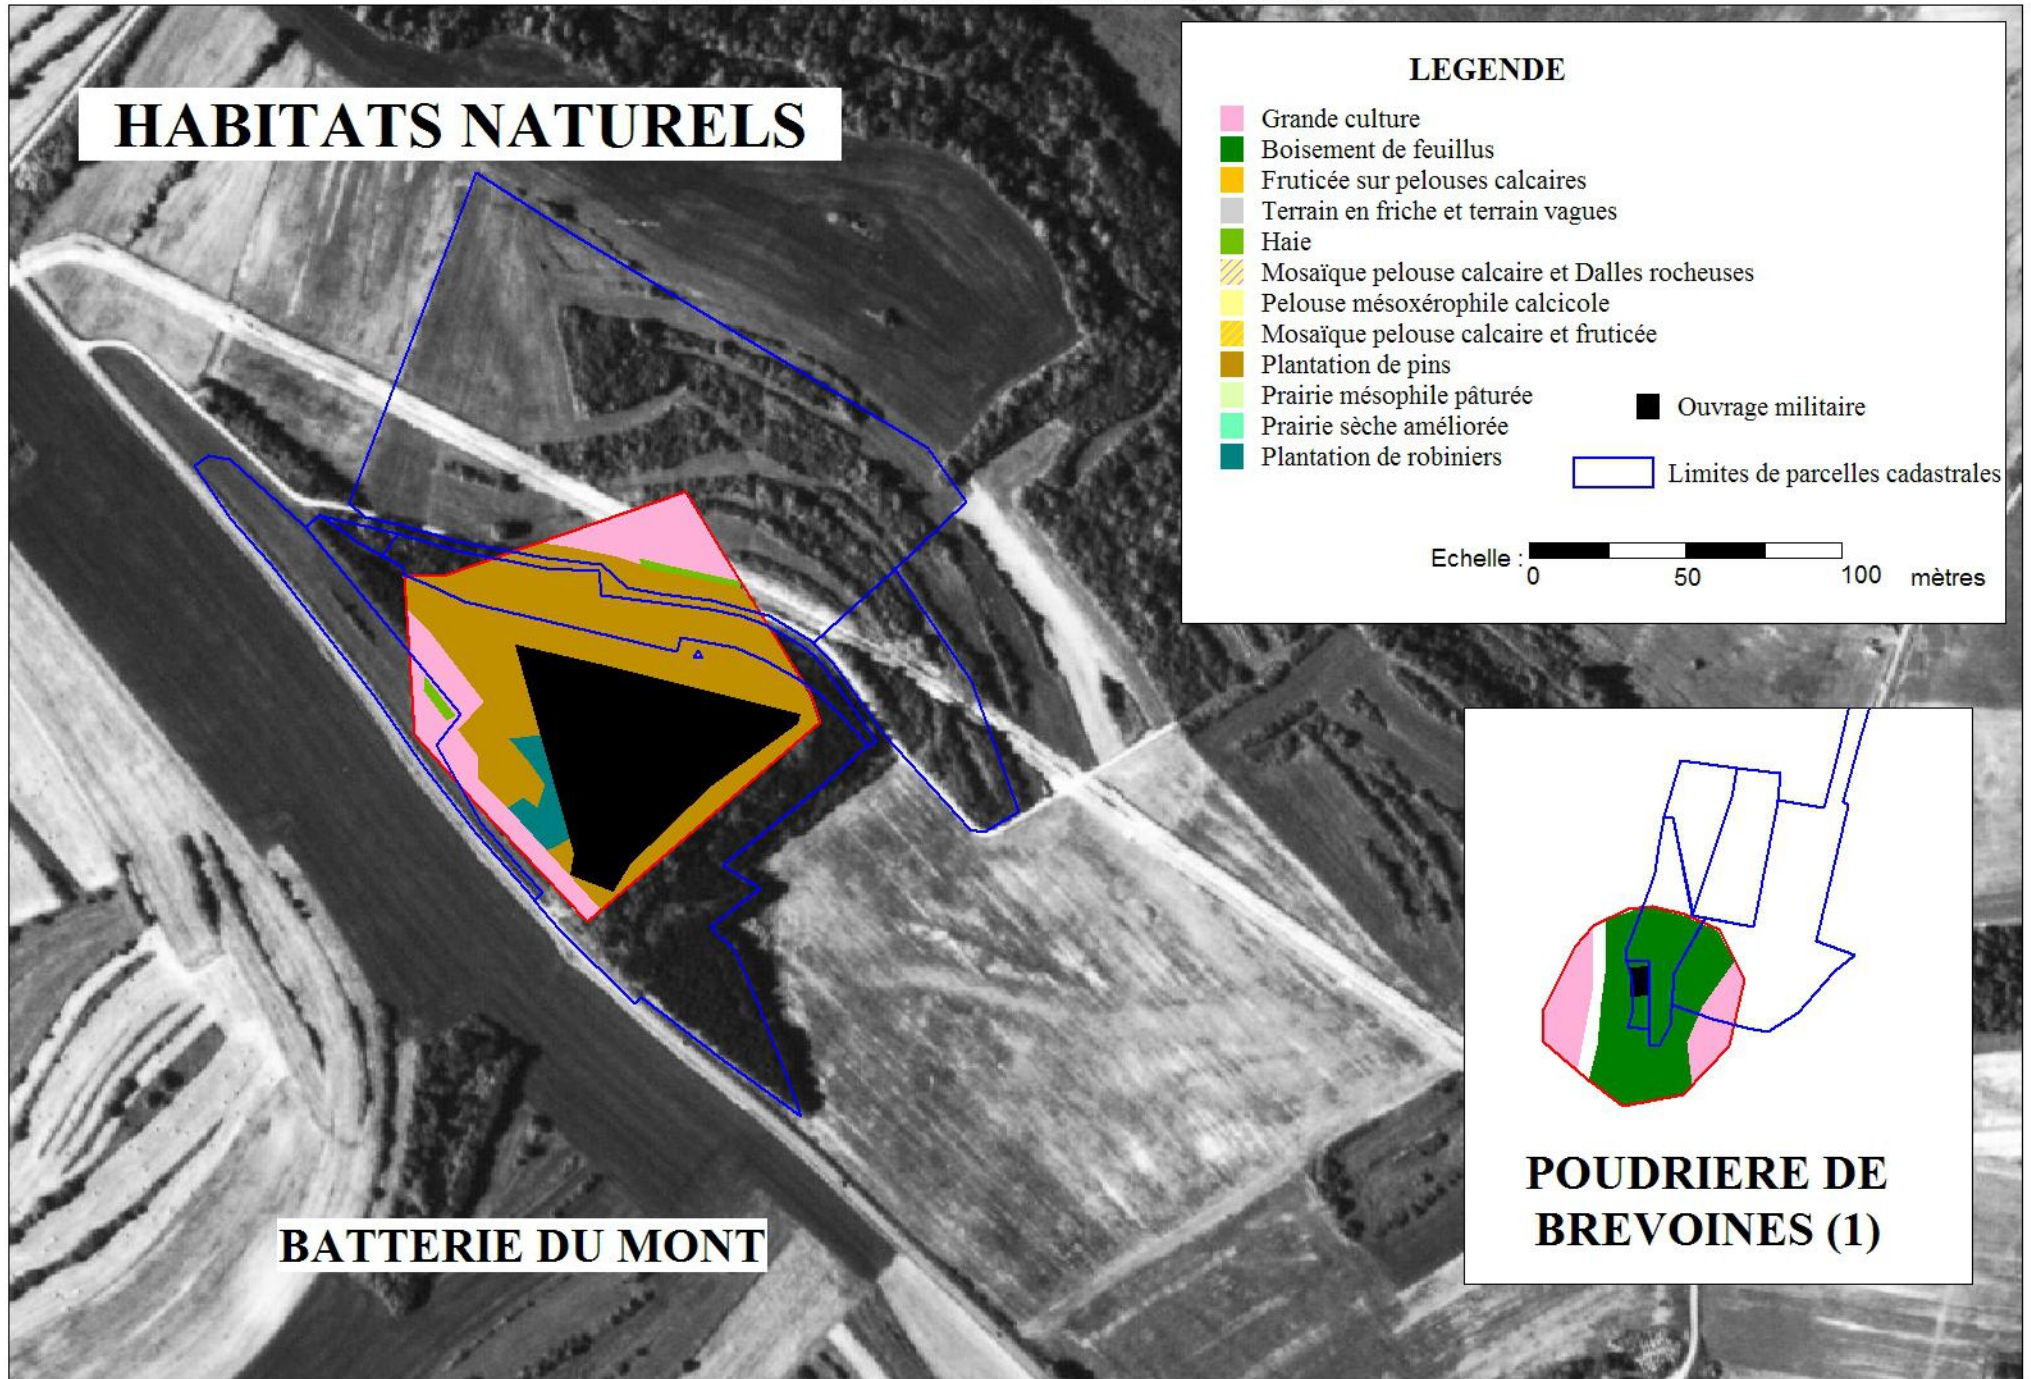 HABITATS NATURELS
LEGENDE
Grande culture
Boisement de feuillus
Fruticée sur pelouses calcaires
Terrain en friche et terrain vagues
Haie
Mosaïque pelouse calcaire et Dalles rocheuses
Pelouse mésoxérophile calcicole
Mosaïque pelouse calcaire et fruticée
Plantation de pins
Prairie mésophile pâturée
Prairie sèche améliorée
Plantation de robiniers
Ouvrage militaire
Limites de parcelles cadastrales
Echelle :
0 50 100 mètres
BATTERIE DU MONT
POUDRIERE DE
BREVOINES (1)